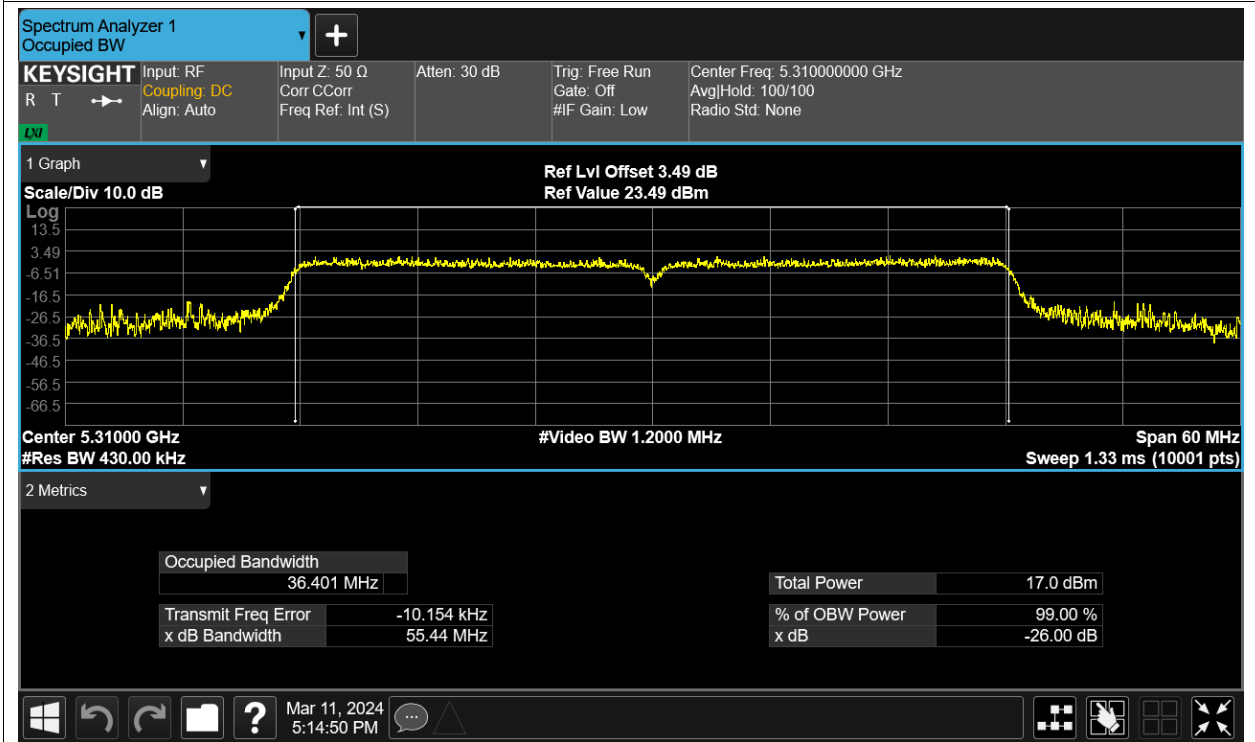 Spectrum Analyzer 1
Occupied BW
KEYSIGHT
R T
LXI
Input: RF
Coupling: DC
Align: Auto
Input Z: 50 Ω
Corr CCorr
Freq Ref: Int (S)
Atten: 30 dB
Trig: Free Run
Gate: Off
#IF Gain: Low
Center Freq: 5.310000000 GHz
Avg|Hold: 100/100
Radio Std: None
1 Graph
Scale/Div 10.0 dB
Ref Lvl Offset 3.49 dB
Ref Value 23.49 dBm
Log
13.5
3.49
-6.51
-16.5
-26.5
-36.5
-46.5
-56.5
-66.5
Center 5.31000 GHz
#Video BW 1.2000 MHz
Span 60 MHz
#Res BW 430.00 kHz
Sweep 1.33 ms (10001 pts)
2 Metrics
Occupied Bandwidth
36.401 MHz
Transmit Freq Error -10.154 kHz
x dB Bandwidth 55.44 MHz
Total Power 17.0 dBm
% of OBW Power 99.00 %
x dB -26.00 dB
?
Mar 11, 2024
5:14:50 PM